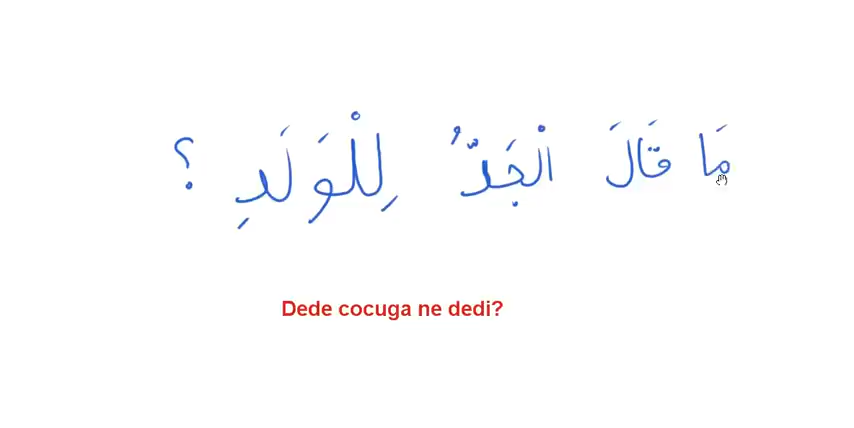 مَا قَالَ الْجَدُّ لِلْوَلَدِ ؟
Dede cocuga ne dedi?